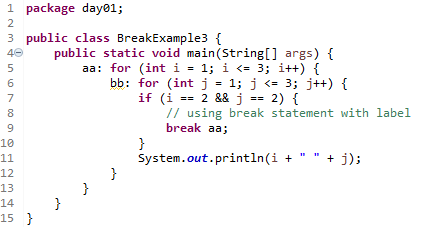 1 package day01;
2
3 public class BreakExample3 {
4 public static void main(String[] args) {
5 aa: for (int i = 1; i <= 3; i++) {
6 bb: for (int j = 1; j <= 3; j++) {
7 if (i == 2 && j == 2) {
8 // using break statement with label
9 break aa;
10 }
11 System.out.println(i + " " + j);
12 }
13 }
14 }
15 }